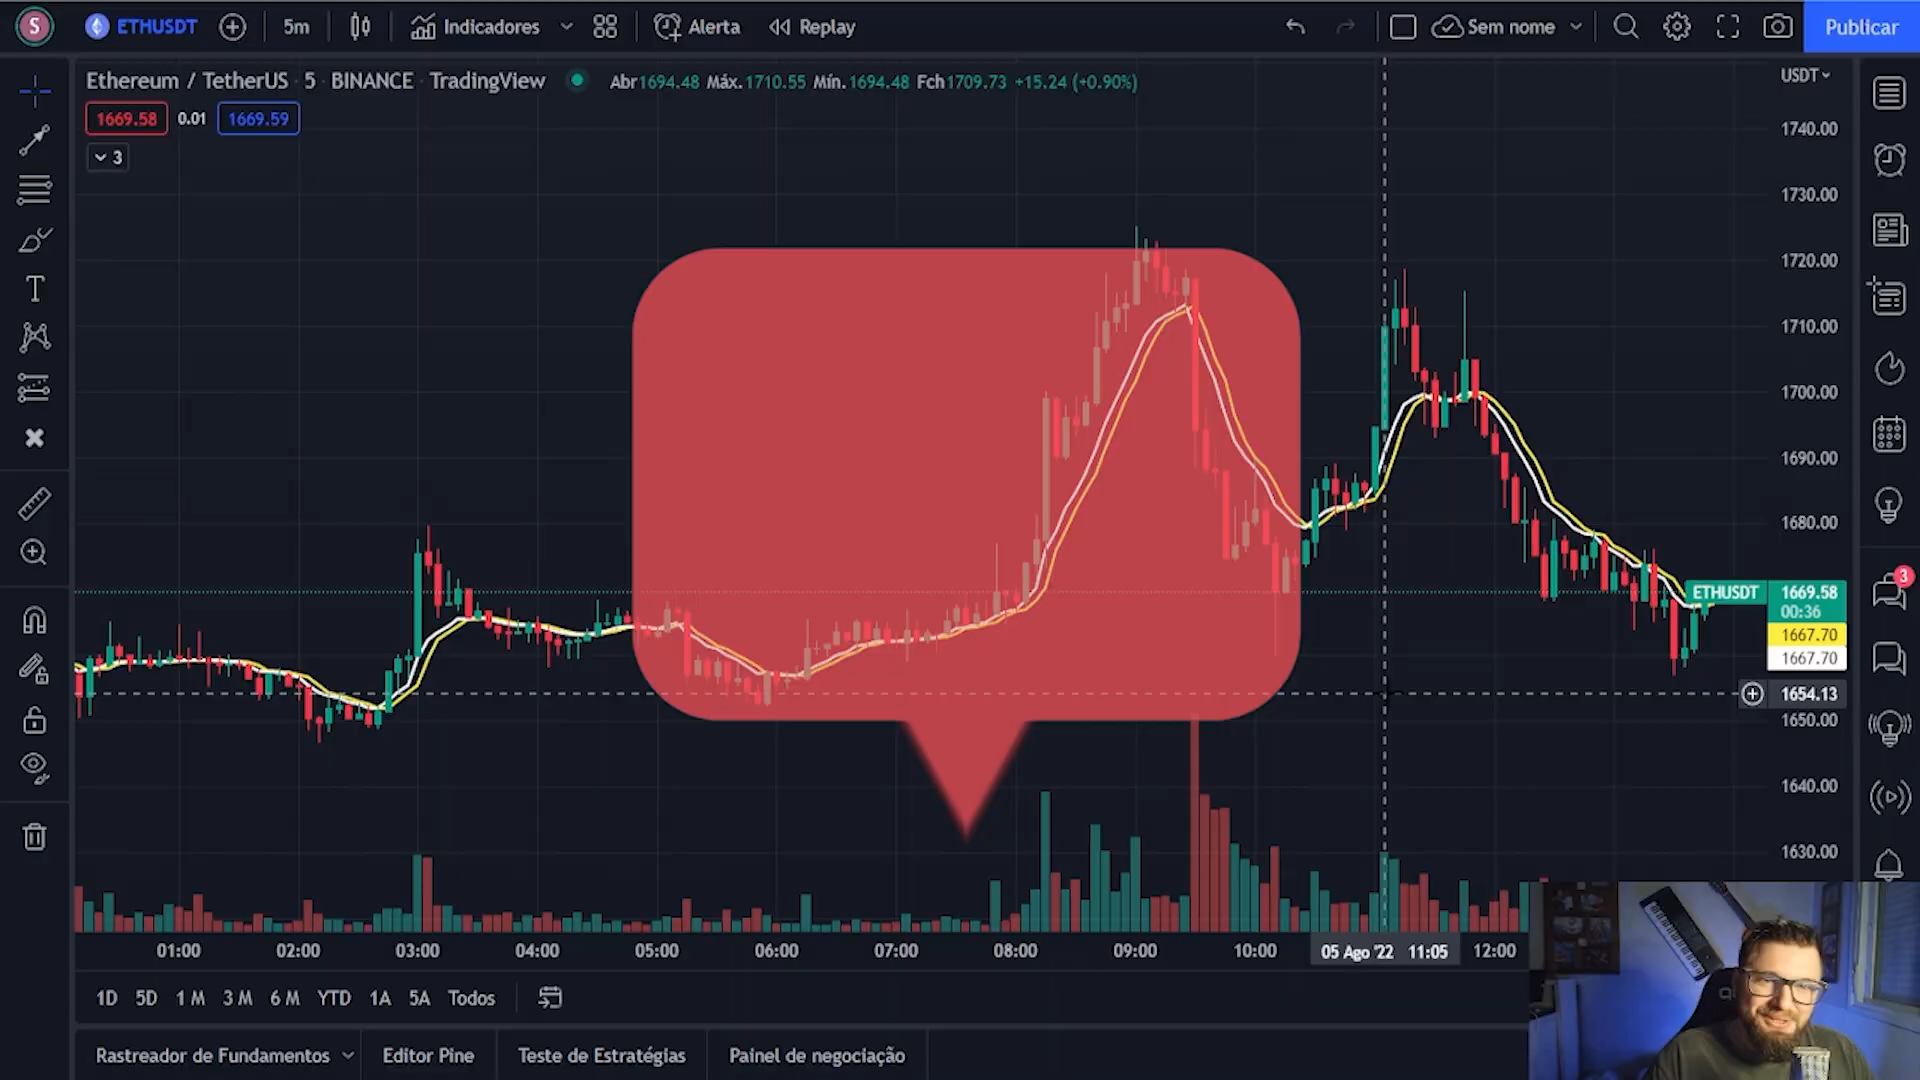 S ETHUSDT 5m Indicadores Alerta Replay Sem nome Publicar
Ethereum / TetherUS · 5 · BINANCE · TradingView Abr1694.48 Máx.1710.55 Mín.1694.48 Fch1709.73 +15.24 (+0.90%)
1669.58 0.01 1669.59
3
USDT
1740.00
1730.00
1720.00
1710.00
1700.00
1690.00
1680.00
ETHUSDT 1669.58
00:36
1667.70
1667.70
1654.13
1650.00
1640.00
1630.00
3
01:00 02:00 03:00 04:00 05:00 06:00 07:00 08:00 09:00 10:00 05 Ago '22 11:05 12:00
1D 5D 1 M 3 M 6 M YTD 1A 5A Todos
Rastreador de Fundamentos Editor Pine Teste de Estratégias Painel de negociação